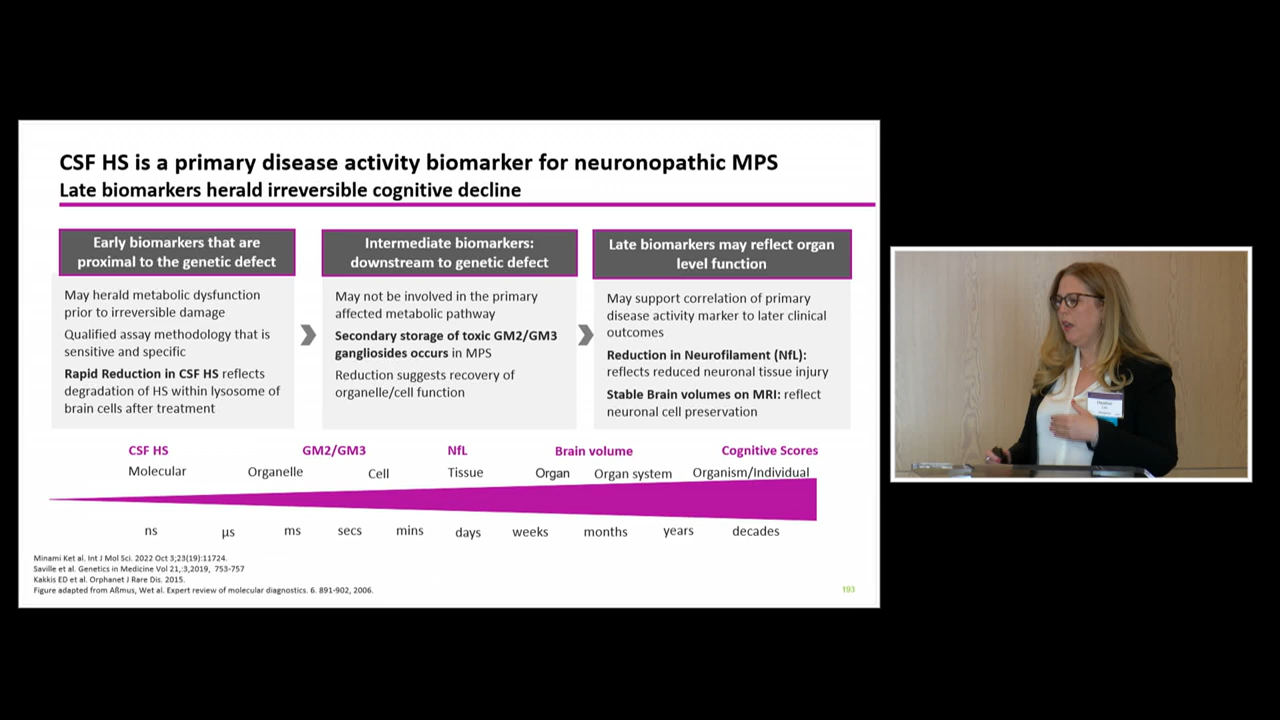 CSF HS is a primary disease activity biomarker for neuronopathic MPS
Late biomarkers herald irreversible cognitive decline
Early biomarkers that are
proximal to the genetic defect
May herald metabolic dysfunction
prior to irreversible damage
Qualified assay methodology that is
sensitive and specific
Rapid Reduction in CSF HS reflects
degradation of HS within lysosome of
brain cells after treatment
Intermediate biomarkers:
downstream to genetic defect
May not be involved in the primary
affected metabolic pathway
Secondary storage of toxic GM2/GM3
gangliosides occurs in MPS
Reduction suggests recovery of
organelle/cell function
Late biomarkers may reflect organ
level function
May support correlation of primary
disease activity marker to later clinical
outcomes
Reduction in Neurofilament (NfL):
reflects reduced neuronal tissue injury
Stable Brain volumes on MRI: reflect
neuronal cell preservation
CSF HS GM2/GM3 NfL Brain volume Cognitive Scores
Molecular Organelle Cell Tissue Organ Organ system Organism/Individual
ns µs ms secs mins days weeks months years decades
Minami Ket al. Int J Mol Sci. 2022 Oct 3;23(19):11724.
Saville et al. Genetics in Medicine Vol 21,:3,2019, 753-757
Kakkis ED et al. Orphanet J Rare Dis. 2015.
Figure adapted from Aßmus, Wet al. Expert review of molecular diagnostics. 6. 891-902, 2006.
193